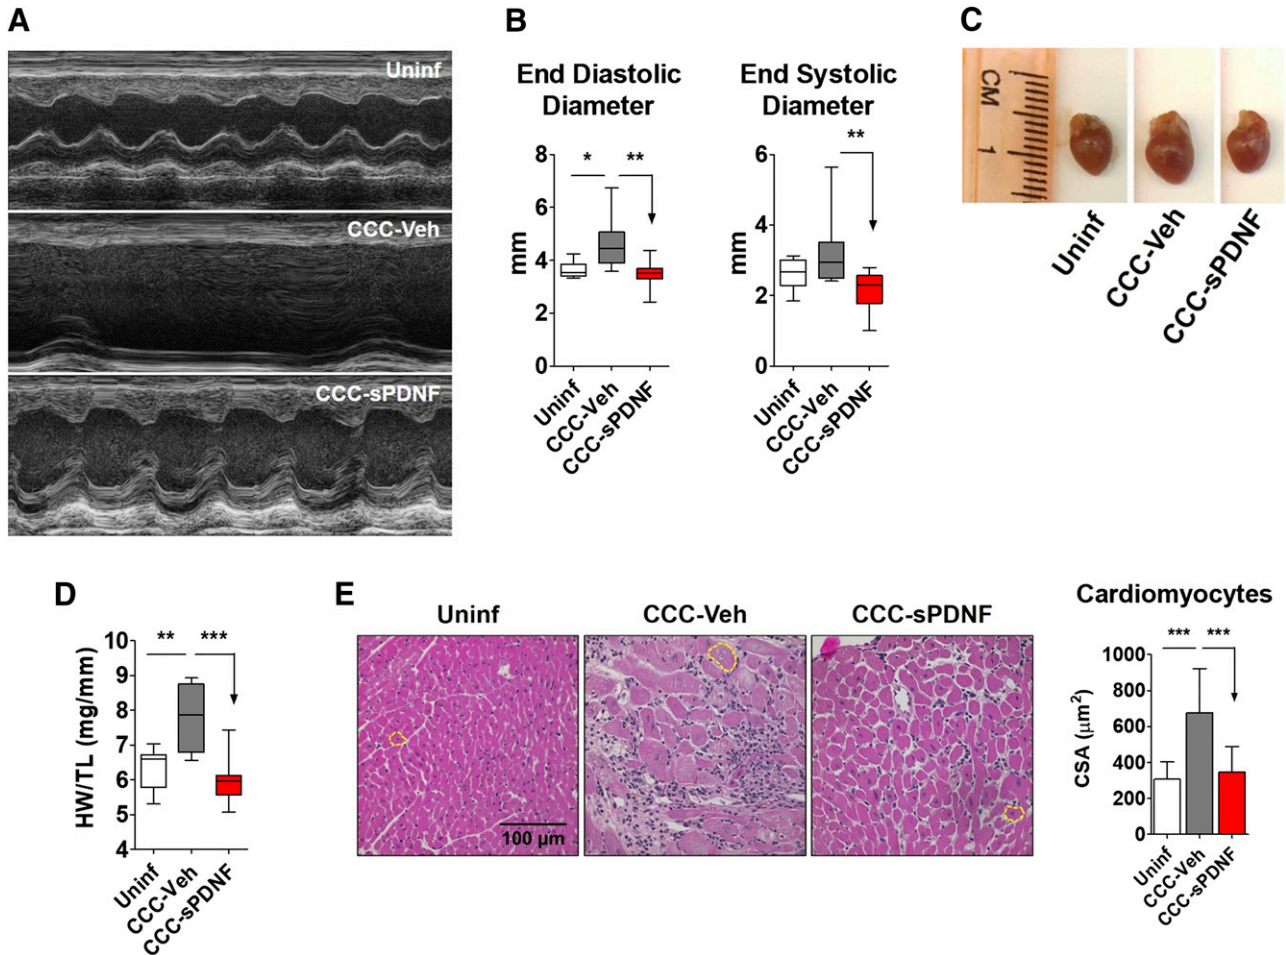 A
Uninf
CCC-Veh
CCC-sPDNF
B
End Diastolic
Diameter
mm
8
6
4
2
0
*
**
Uninf
CCC-Veh
CCC-sPDNF
End Systolic
Diameter
mm
6
4
2
0
**
Uninf
CCC-Veh
CCC-sPDNF
C
CM
1
Uninf
CCC-Veh
CCC-sPDNF
D
HW/TL (mg/mm)
10
9
8
7
6
5
4
**
***
Uninf
CCC-Veh
CCC-sPDNF
E
Uninf
CCC-Veh
CCC-sPDNF
100 µm
Cardiomyocytes
CSA (µm²)
1000
800
600
400
200
0
***
***
Uninf
CCC-Veh
CCC-sPDNF